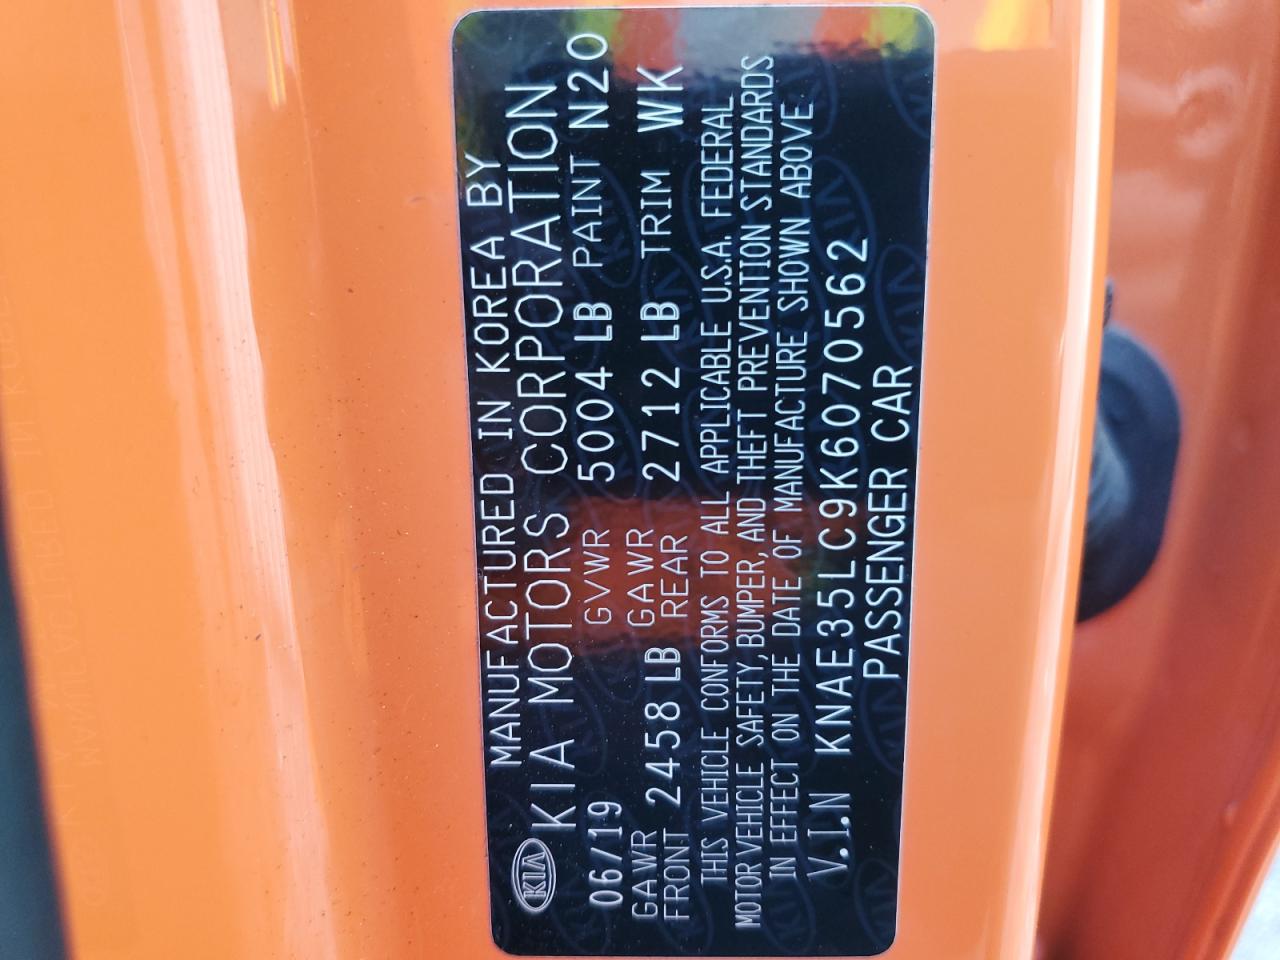 KIA MANUFACTURED IN KOREA BY
KIA MOTORS CORPORATION
06/19 GVWR 5004 LB PAINT N2O
GAWR FRONT 2458 LB GAWR REAR 2712 LB TRIM WK
THIS VEHICLE CONFORMS TO ALL APPLICABLE U.S.A. FEDERAL
MOTOR VEHICLE SAFETY, BUMPER, AND THEFT PREVENTION STANDARDS
IN EFFECT ON THE DATE OF MANUFACTURE SHOWN ABOVE.
V.I.N KNAE35LC9K6070562
PASSENGER CAR